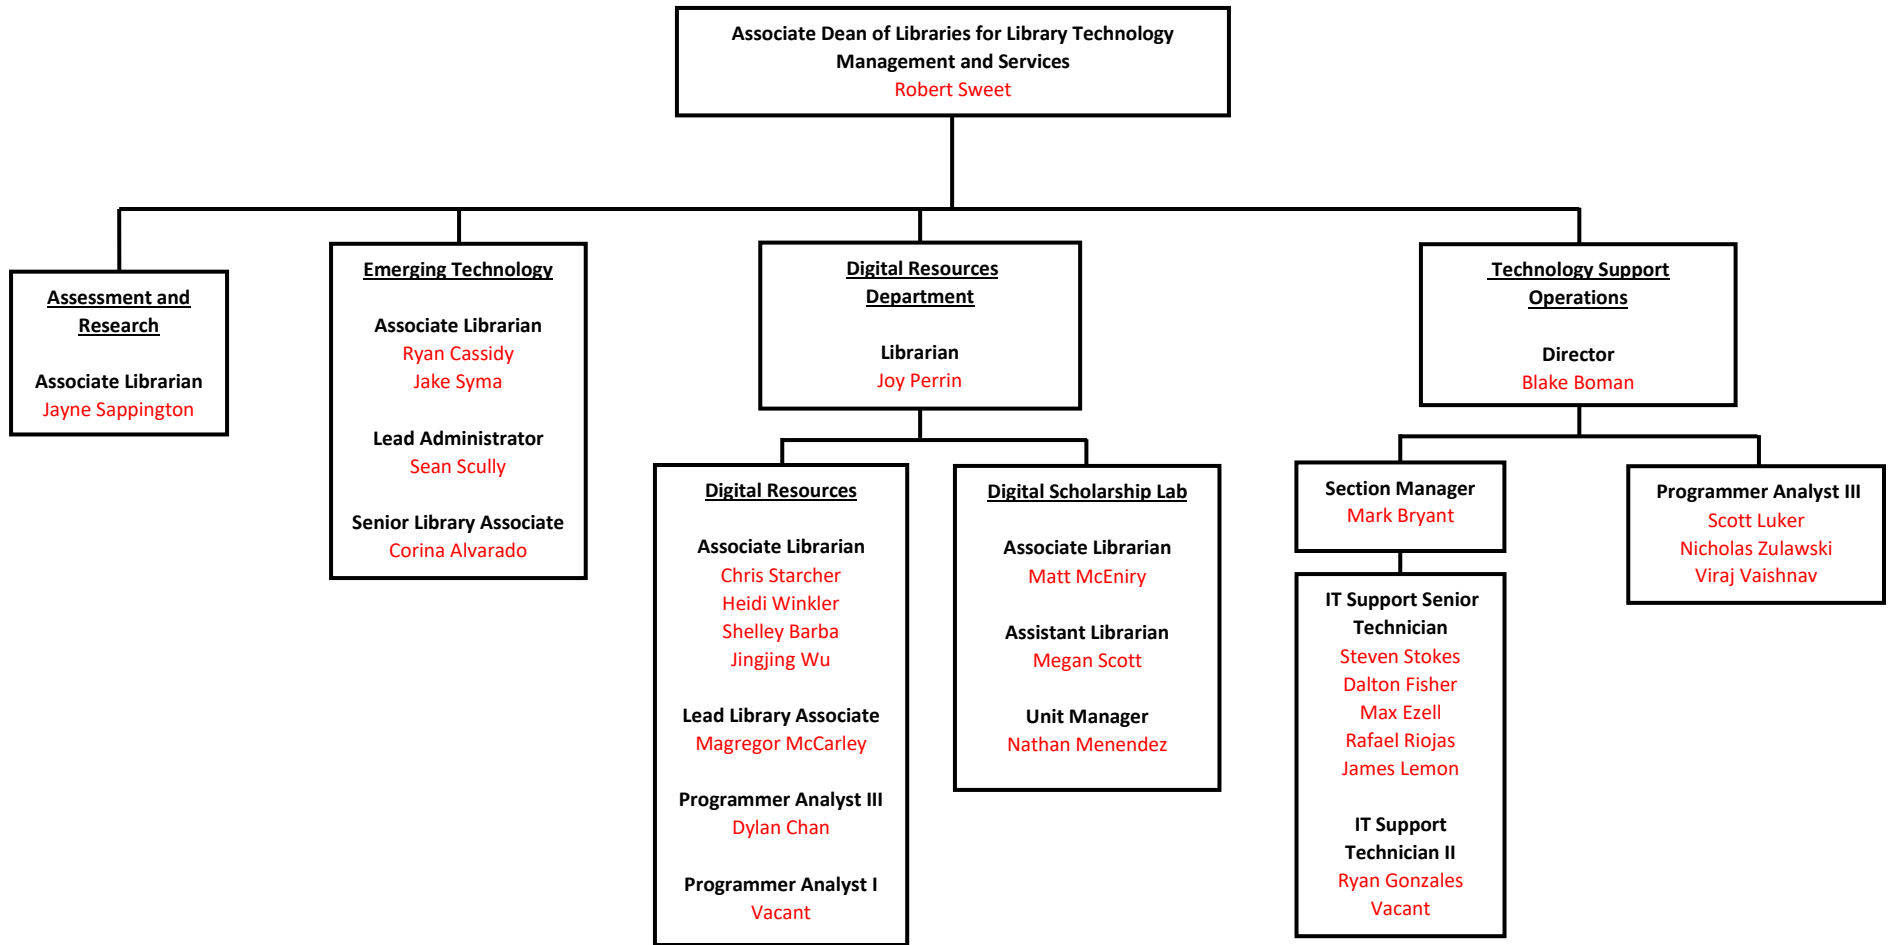 Associate Dean of Libraries for Library Technology
Management and Services
Robert Sweet
Assessment and
Research
Associate Librarian
Jayne Sappington
Emerging Technology
Associate Librarian
Ryan Cassidy
Jake Syma
Lead Administrator
Sean Scully
Senior Library Associate
Corina Alvarado
Digital Resources
Department
Librarian
Joy Perrin
Digital Resources
Associate Librarian
Chris Starcher
Heidi Winkler
Shelley Barba
Jingjing Wu
Lead Library Associate
Magregor McCarley
Programmer Analyst III
Dylan Chan
Programmer Analyst I
Vacant
Digital Scholarship Lab
Associate Librarian
Matt McEniry
Assistant Librarian
Megan Scott
Unit Manager
Nathan Menendez
Technology Support
Operations
Director
Blake Boman
Section Manager
Mark Bryant
IT Support Senior
Technician
Steven Stokes
Dalton Fisher
Max Ezell
Rafael Riojas
James Lemon
IT Support
Technician II
Ryan Gonzales
Vacant
Programmer Analyst III
Scott Luker
Nicholas Zulawski
Viraj Vaishnav